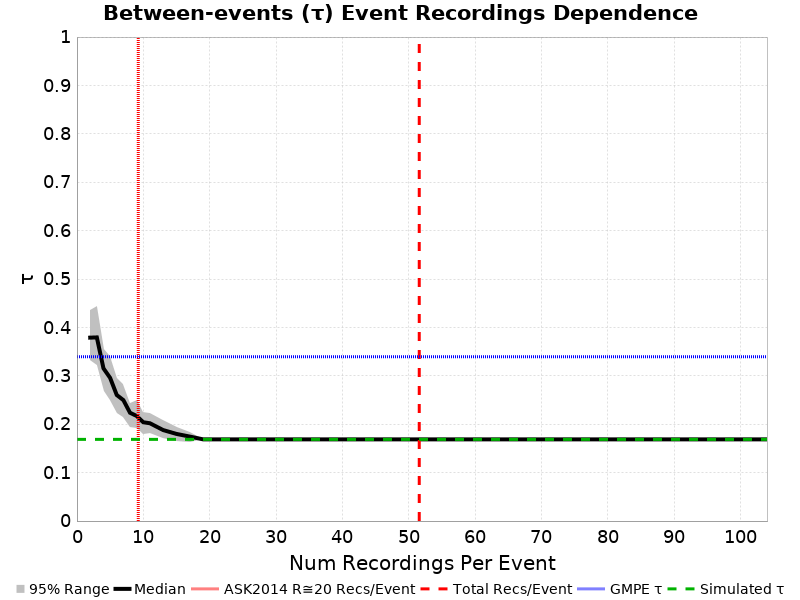 Between-events (τ) Event Recordings Dependence
1
0.9
0.8
0.7
0.6
0.5
0.4
0.3
0.2
0.1
0
τ
0 10 20 30 40 50 60 70 80 90 100
Num Recordings Per Event
95% Range Median ASK2014 R≅20 Recs/Event Total Recs/Event GMPE τ Simulated τ